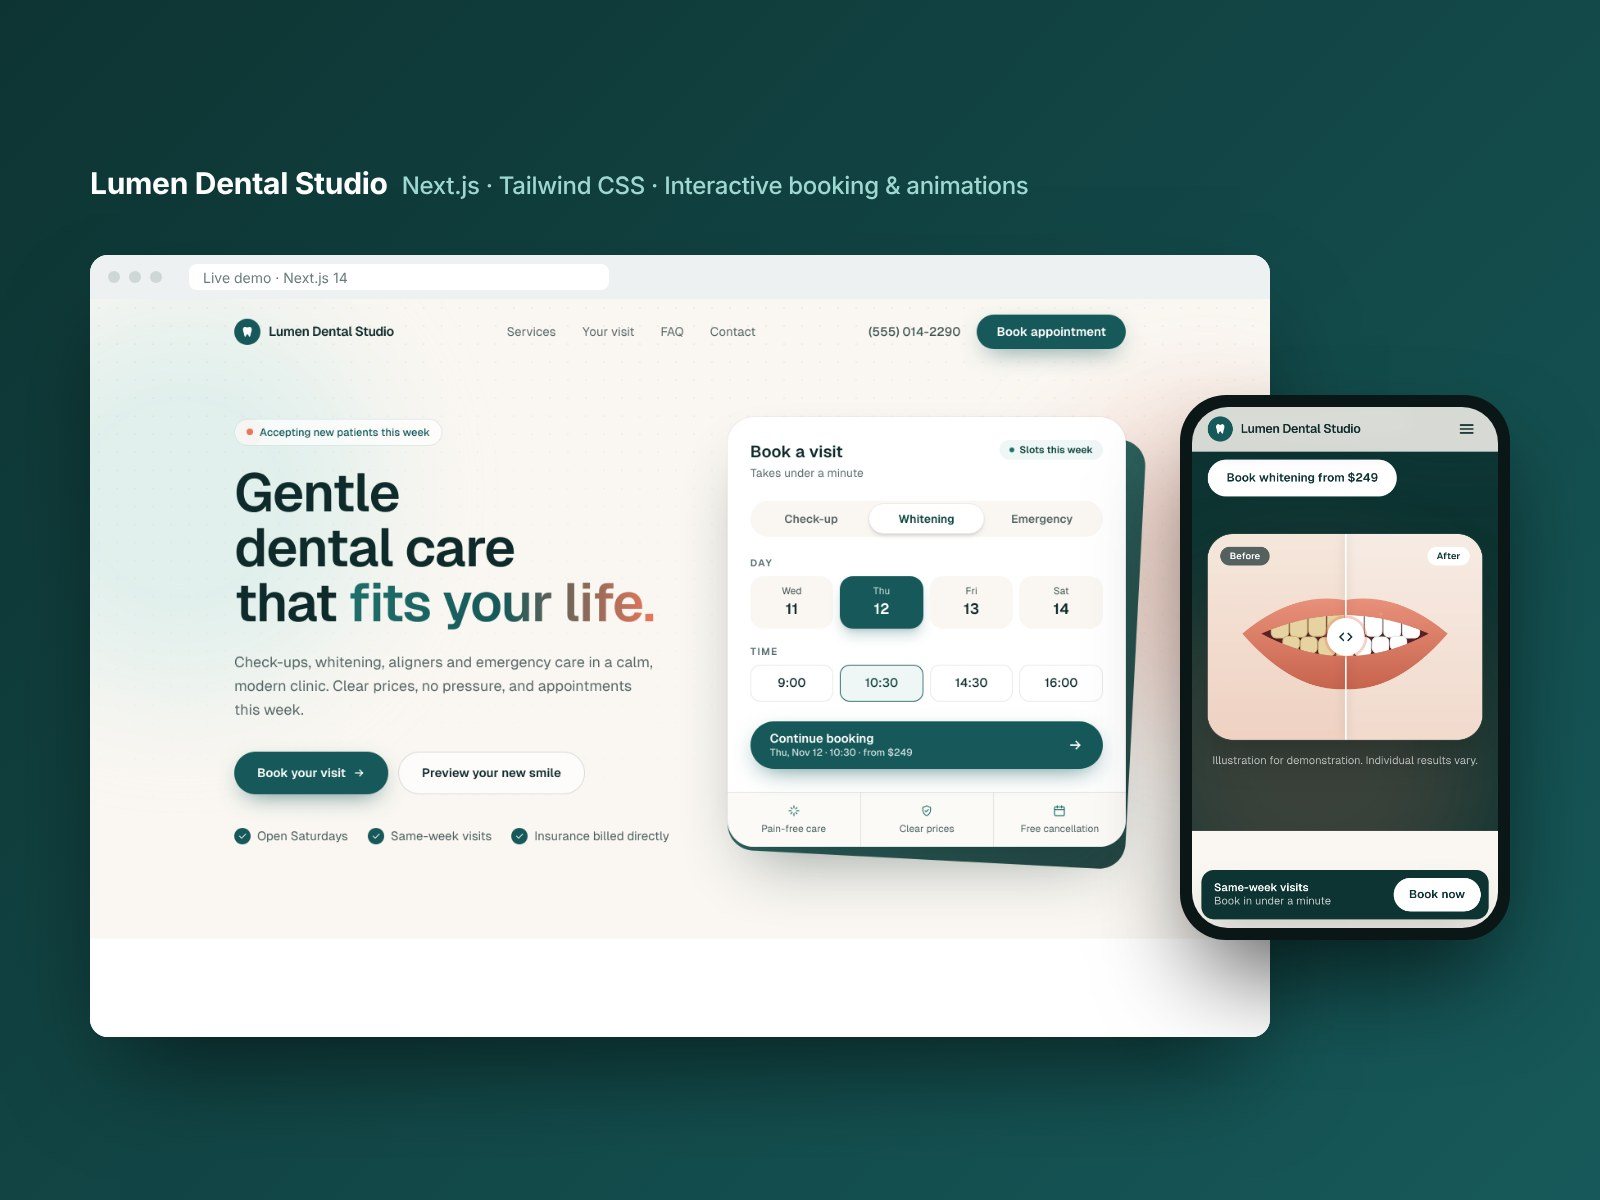 Lumen Dental Studio Next.js · Tailwind CSS · Interactive booking & animations
Live demo · Next.js 14
Lumen Dental Studio
Services Your visit FAQ Contact
(555) 014-2290
Book appointment
Accepting new patients this week
Gentle
dental care
that fits your life.
Check-ups, whitening, aligners and emergency care in a calm,
modern clinic. Clear prices, no pressure, and appointments
this week.
Book your visit →
Preview your new smile
Open Saturdays
Same-week visits
Insurance billed directly
Book a visit
Slots this week
Takes under a minute
Check-up Whitening Emergency
DAY
Wed Thu Fri Sat
11 12 13 14
TIME
9:00 10:30 14:30 16:00
Continue booking
Thu, Nov 12 · 10:30 · from $249
Pain-free care Clear prices Free cancellation
Lumen Dental Studio
Book whitening from $249
Before After
Illustration for demonstration. Individual results vary.
Same-week visits
Book in under a minute
Book now